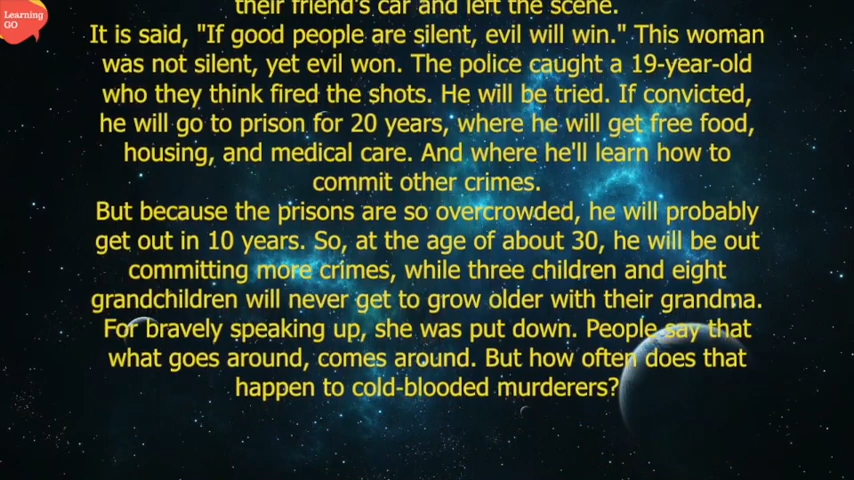 Learning
GO
their friend's car and left the scene.
It is said, "If good people are silent, evil will win." This woman
was not silent, yet evil won. The police caught a 19-year-old
who they think fired the shots. He will be tried. If convicted,
he will go to prison for 20 years, where he will get free food,
housing, and medical care. And where he'll learn how to
commit other crimes.
But because the prisons are so overcrowded, he will probably
get out in 10 years. So, at the age of about 30, he will be out
committing more crimes, while three children and eight
grandchildren will never get to grow older with their grandma.
For bravely speaking up, she was put down. People say that
what goes around, comes around. But how often does that
happen to cold-blooded murderers?